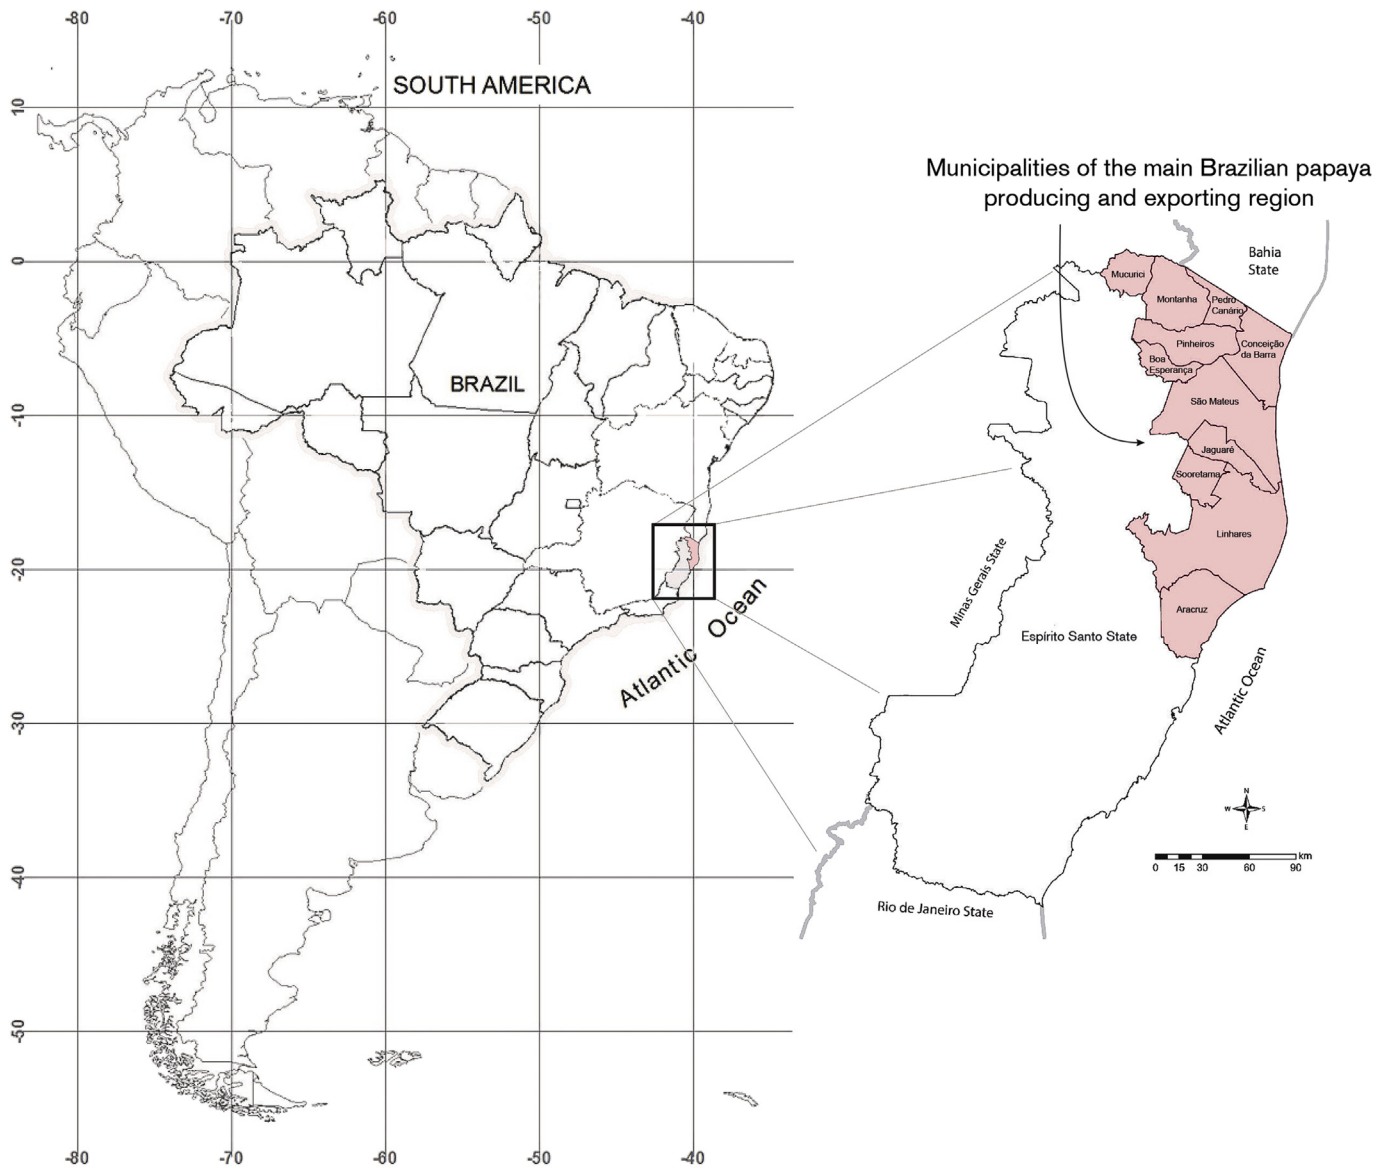 -80 -70 -60 -50 -40
SOUTH AMERICA
10
0
-10
-20
-30
-40
-50
BRAZIL
Atlantic Ocean
-80 -70 -60 -50 -40
Municipalities of the main Brazilian papaya
producing and exporting region
Bahia
State
Mucurici
Montanha
Pedro
Canário
Pinheiros
Conceição
da Barra
Boa
Esperança
São Mateus
Jaguaré
Sooretama
Linhares
Aracruz
Minas Gerais State
Espírito Santo State
Atlantic Ocean
Rio de Janeiro State
N
W S
E
km
0 15 30 60 90